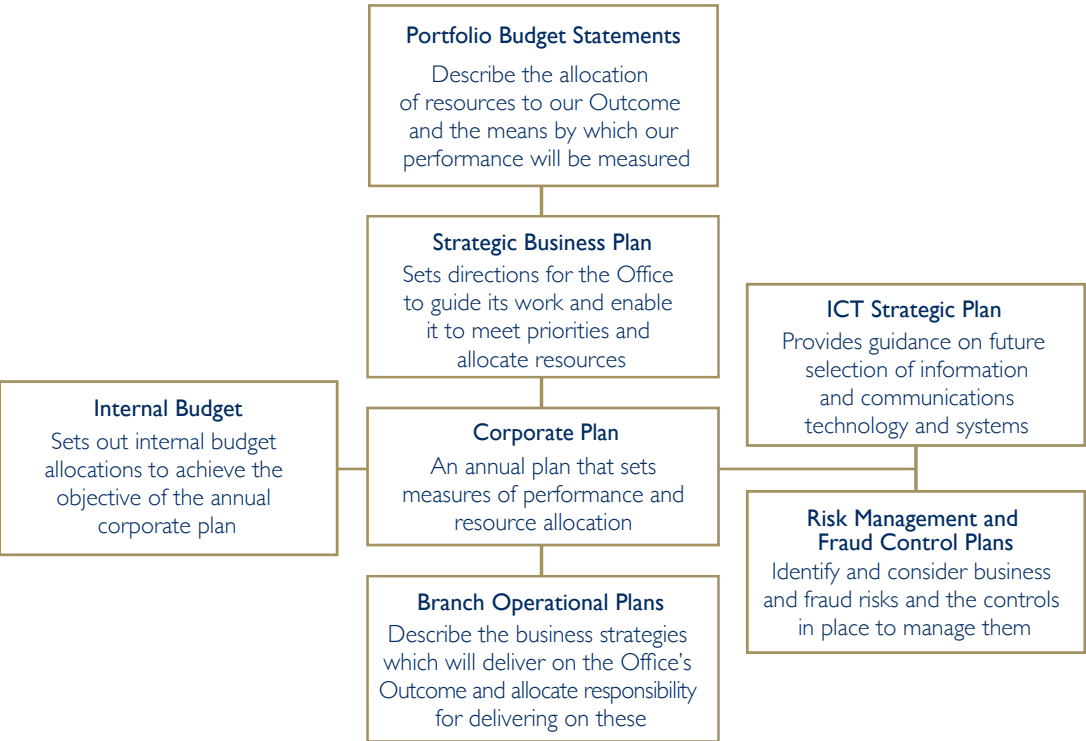 Portfolio Budget Statements
Describe the allocation
of resources to our Outcome
and the means by which our
performance will be measured
Strategic Business Plan
Sets directions for the Office
to guide its work and enable
it to meet priorities and
allocate resources
ICT Strategic Plan
Provides guidance on future
selection of information
and communications
technology and systems
Internal Budget
Sets out internal budget
allocations to achieve the
objective of the annual
corporate plan
Corporate Plan
An annual plan that sets
measures of performance and
resource allocation
Risk Management and
Fraud Control Plans
Identify and consider business
and fraud risks and the controls
in place to manage them
Branch Operational Plans
Describe the business strategies
which will deliver on the Office's
Outcome and allocate responsibility
for delivering on these